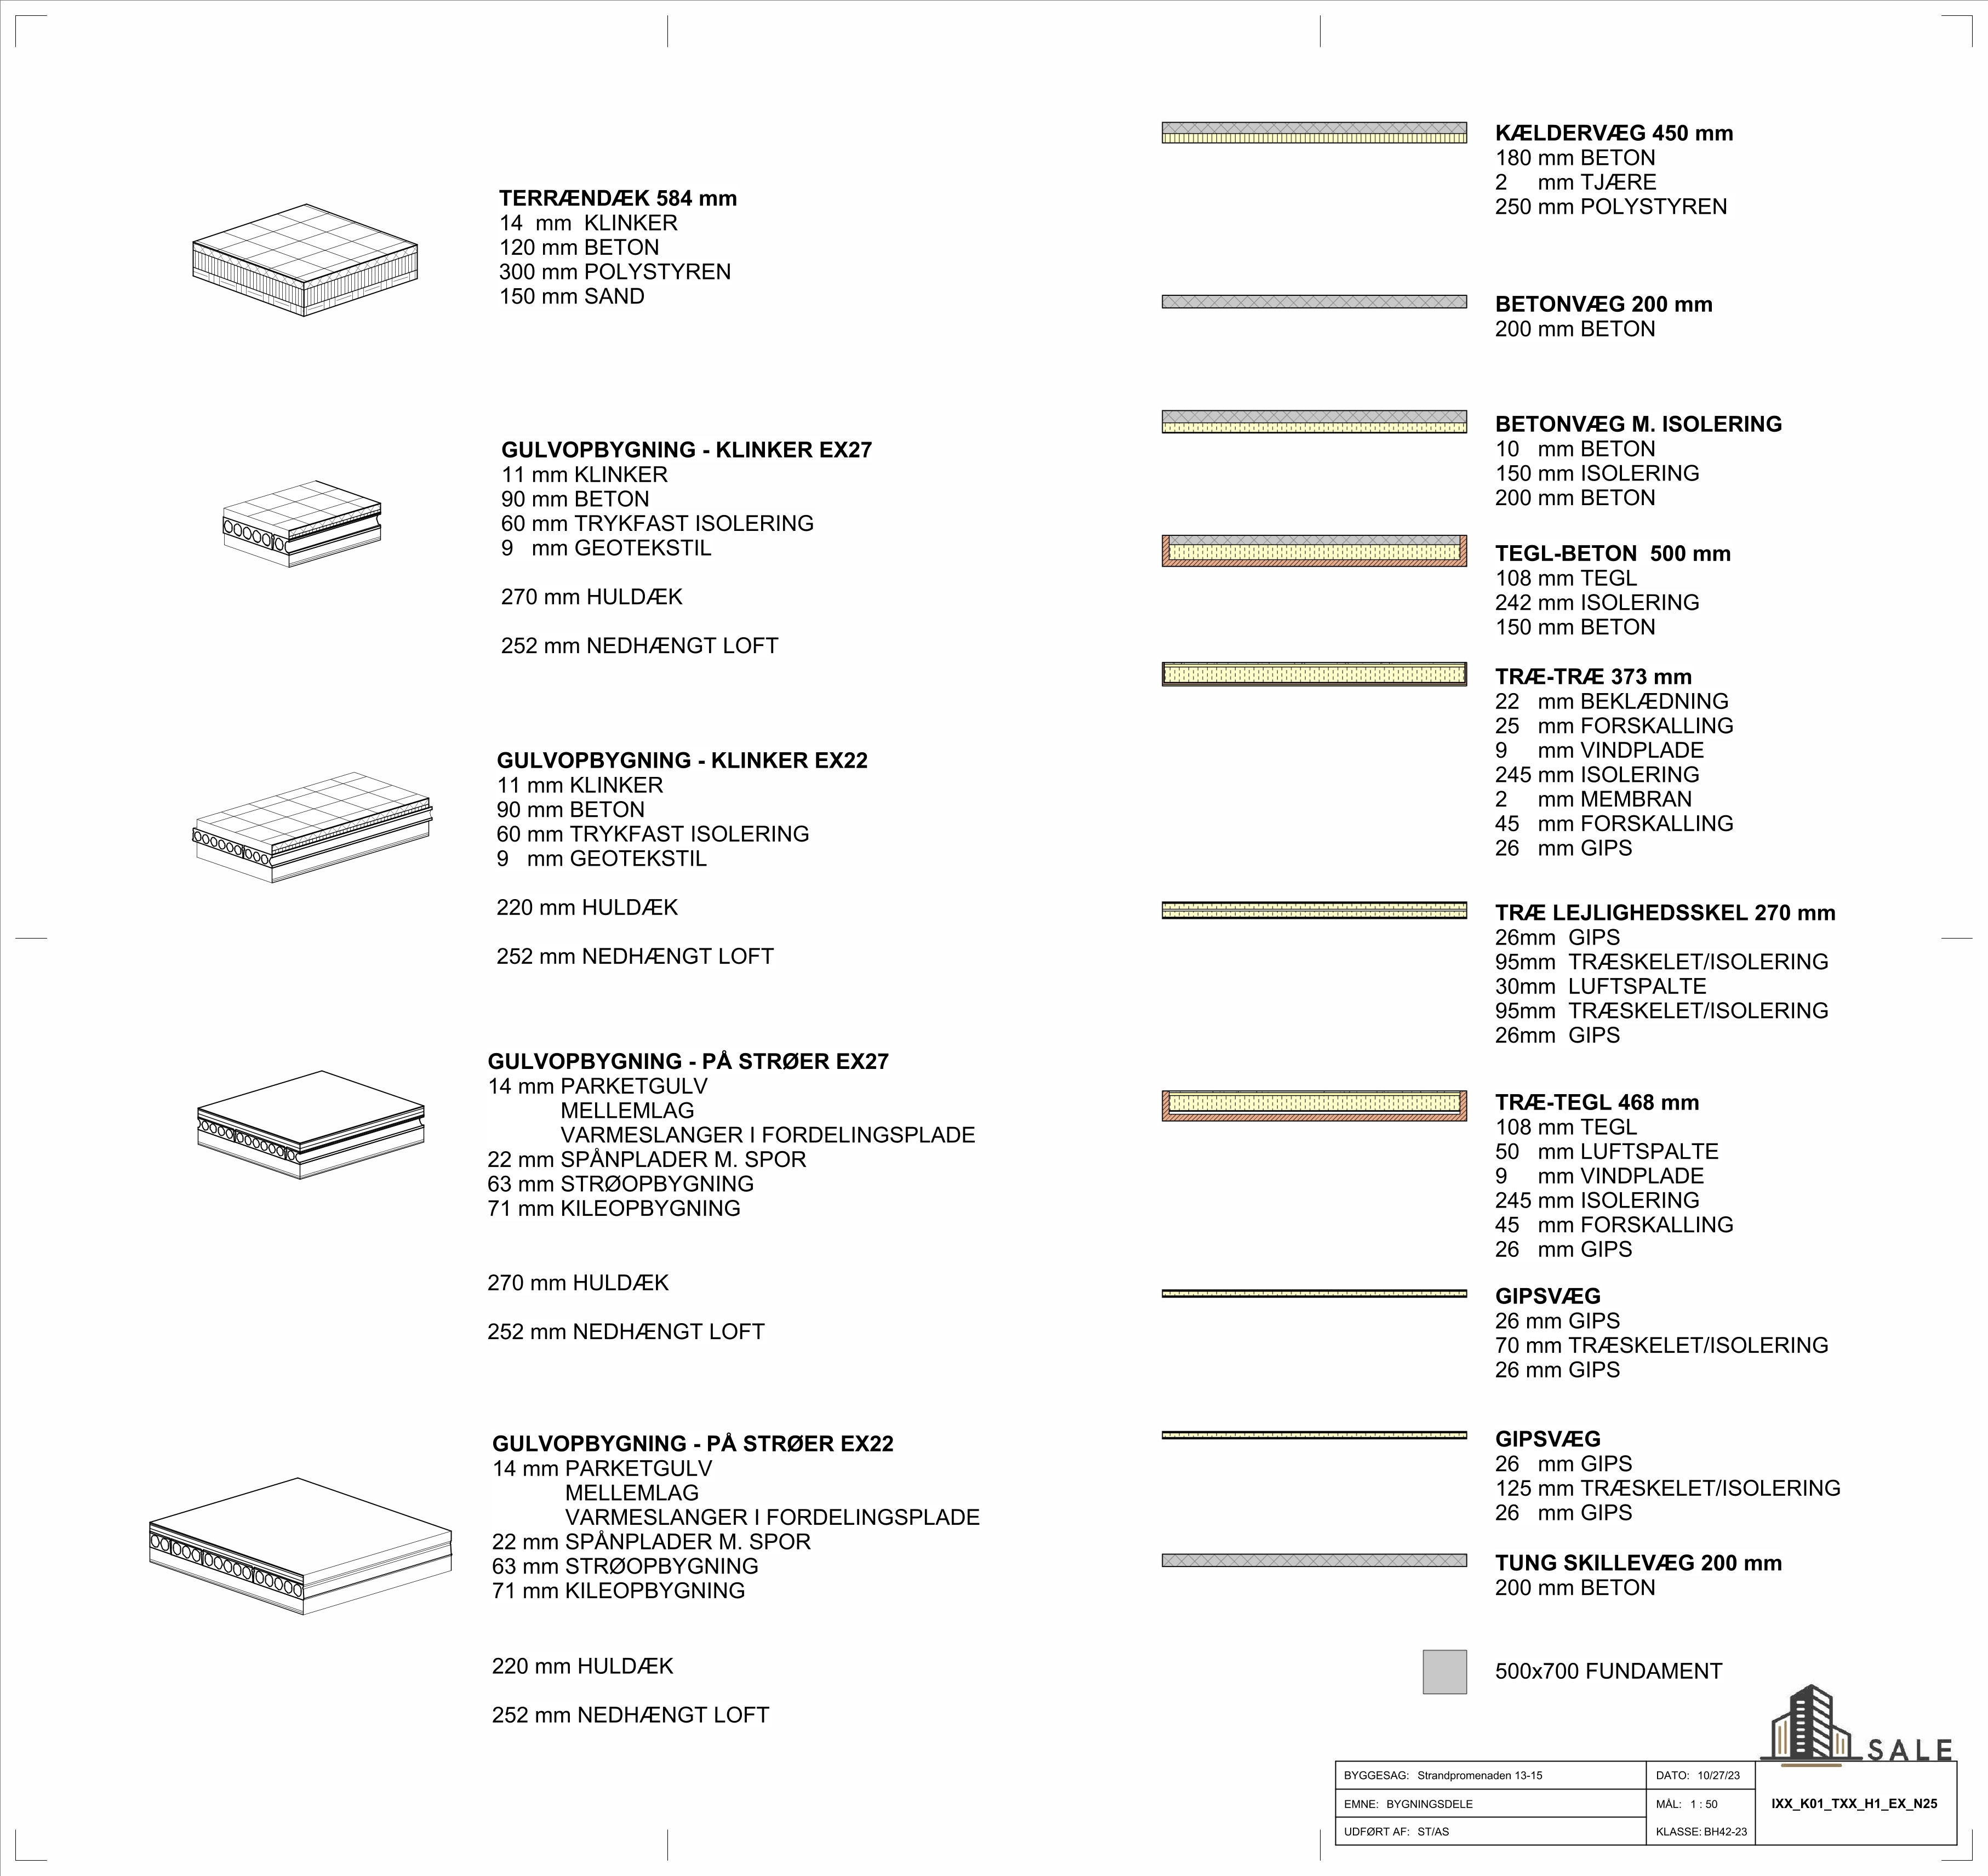 TERRÆNDÆK 584 mm
14 mm KLINKER
120 mm BETON
300 mm POLYSTYREN
150 mm SAND
GULVOPBYGNING - KLINKER EX27
11 mm KLINKER
90 mm BETON
60 mm TRYKFAST ISOLERING
9 mm GEOTEKSTIL
270 mm HULDÆK
252 mm NEDHÆNGT LOFT
GULVOPBYGNING - KLINKER EX22
11 mm KLINKER
90 mm BETON
60 mm TRYKFAST ISOLERING
9 mm GEOTEKSTIL
220 mm HULDÆK
252 mm NEDHÆNGT LOFT
GULVOPBYGNING - PÅ STRØER EX27
14 mm PARKETGULV
MELLEMLAG
VARMESLANGER I FORDELINGSPLADE
22 mm SPÅNPLADER M. SPOR
63 mm STRØOPBYGNING
71 mm KILEOPBYGNING
270 mm HULDÆK
252 mm NEDHÆNGT LOFT
GULVOPBYGNING - PÅ STRØER EX22
14 mm PARKETGULV
MELLEMLAG
VARMESLANGER I FORDELINGSPLADE
22 mm SPÅNPLADER M. SPOR
63 mm STRØOPBYGNING
71 mm KILEOPBYGNING
220 mm HULDÆK
252 mm NEDHÆNGT LOFT
KÆLDERVÆG 450 mm
180 mm BETON
2 mm TJÆRE
250 mm POLYSTYREN
BETONVÆG 200 mm
200 mm BETON
BETONVÆG M. ISOLERING
10 mm BETON
150 mm ISOLERING
200 mm BETON
TEGL-BETON 500 mm
108 mm TEGL
242 mm ISOLERING
150 mm BETON
TRÆ-TRÆ 373 mm
22 mm BEKLÆDNING
25 mm FORSKALLING
9 mm VINDPLADE
245 mm ISOLERING
2 mm MEMBRAN
45 mm FORSKALLING
26 mm GIPS
TRÆ LEJLIGHEDSSKEL 270 mm
26mm GIPS
95mm TRÆSKELET/ISOLERING
30mm LUFTSPALTE
95mm TRÆSKELET/ISOLERING
26mm GIPS
TRÆ-TEGL 468 mm
108 mm TEGL
50 mm LUFTSPALTE
9 mm VINDPLADE
245 mm ISOLERING
45 mm FORSKALLING
26 mm GIPS
GIPSVÆG
26 mm GIPS
70 mm TRÆSKELET/ISOLERING
26 mm GIPS
GIPSVÆG
26 mm GIPS
125 mm TRÆSKELET/ISOLERING
26 mm GIPS
TUNG SKILLEVÆG 200 mm
200 mm BETON
500x700 FUNDAMENT
SALE
BYGGESAG: Strandpromenaden 13-15
DATO: 10/27/23
EMNE: BYGNINGSDELE
MÅL: 1 : 50
IXX_K01_TXX_H1_EX_N25
UDFØRT AF: ST/AS
KLASSE: BH42-23